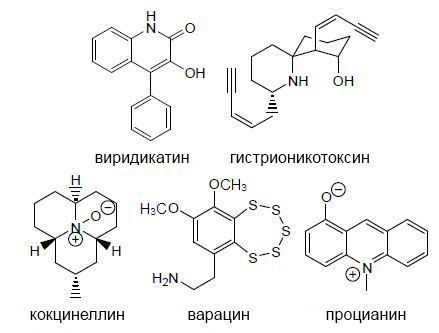 H
N
O
OH
NH
OH
виридикатин
гистрионикотоксин
H
O
N
H
H
OCH₃
H₃CO
S
S
S
S
S
H₂N
O
N
кокцинеллин
варацин
процианин